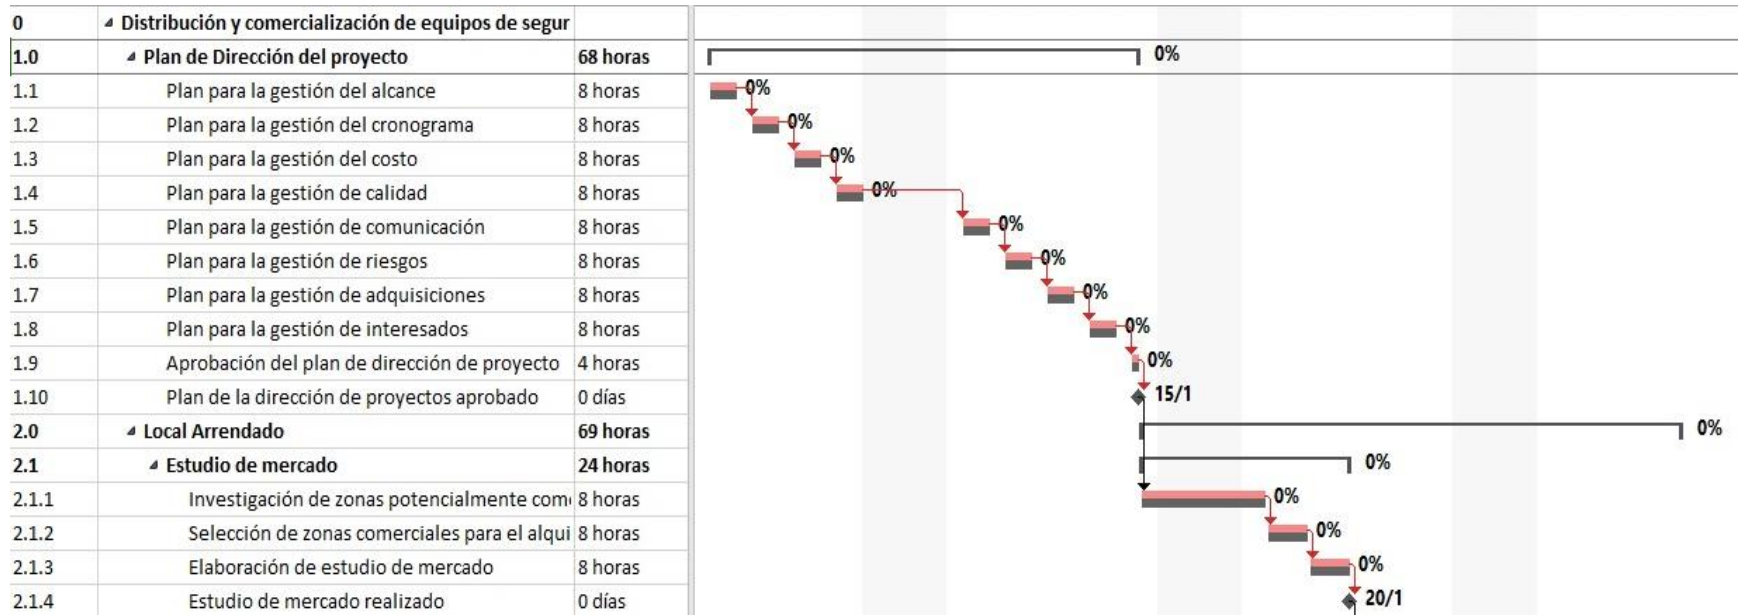 0 Distribución y comercialización de equipos de segur
1.0 Plan de Dirección del proyecto 68 horas 0%
1.1 Plan para la gestión del alcance 8 horas 0%
1.2 Plan para la gestión del cronograma 8 horas 0%
1.3 Plan para la gestión del costo 8 horas 0%
1.4 Plan para la gestión de calidad 8 horas 0%
1.5 Plan para la gestión de comunicación 8 horas 0%
1.6 Plan para la gestión de riesgos 8 horas 0%
1.7 Plan para la gestión de adquisiciones 8 horas 0%
1.8 Plan para la gestión de interesados 8 horas 0%
1.9 Aprobación del plan de dirección de proyecto 4 horas 0%
1.10 Plan de la dirección de proyectos aprobado 0 días 15/1
2.0 Local Arrendado 69 horas 0%
2.1 Estudio de mercado 24 horas 0%
2.1.1 Investigación de zonas potencialmente com 8 horas 0%
2.1.2 Selección de zonas comerciales para el alqui 8 horas 0%
2.1.3 Elaboración de estudio de mercado 8 horas 0%
2.1.4 Estudio de mercado realizado 0 días 20/1